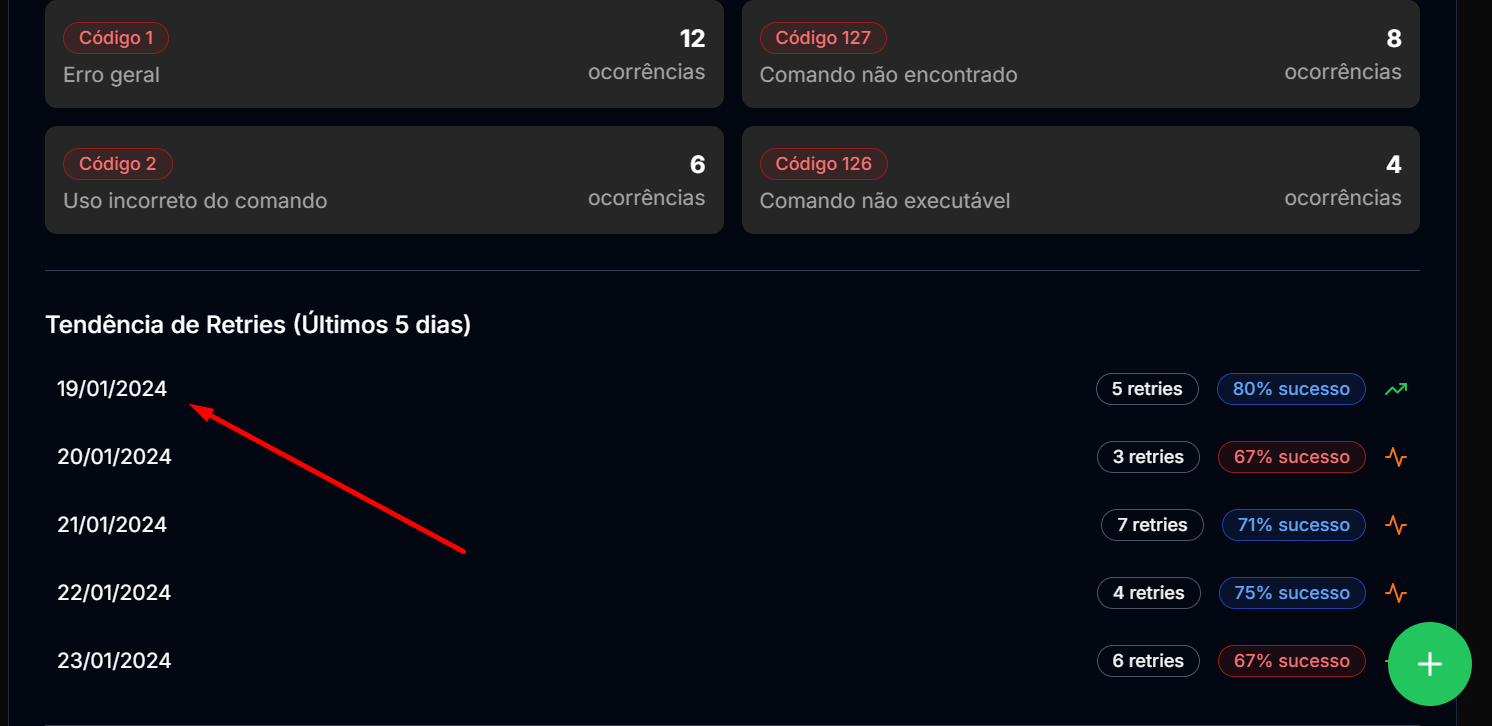 Código 1
12
Erro geral
ocorrências
Código 127
8
Comando não encontrado
ocorrências
Código 2
6
Uso incorreto do comando
ocorrências
Código 126
4
Comando não executável
ocorrências
Tendência de Retries (Últimos 5 dias)
19/01/2024 5 retries 80% sucesso
20/01/2024 3 retries 67% sucesso
21/01/2024 7 retries 71% sucesso
22/01/2024 4 retries 75% sucesso
23/01/2024 6 retries 67% sucesso
+